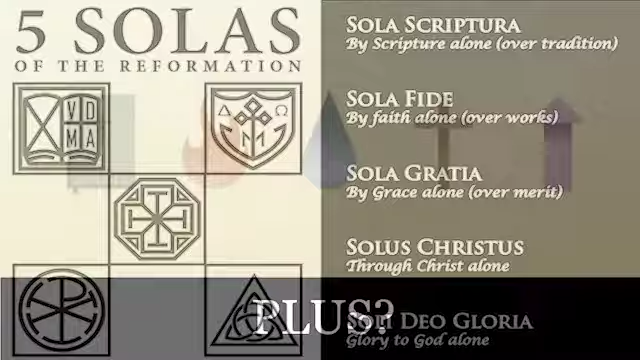 5 SOLAS
OF THE REFORMATION
V D
M A
Δ Ω
SOLA SCRIPTURA
By Scripture alone (over tradition)
SOLA FIDE
By faith alone (over works)
SOLA GRATIA
By Grace alone (over merit)
SOLUS CHRISTUS
Through Christ alone
PLUS?
SOLI DEO GLORIA
Glory to God alone